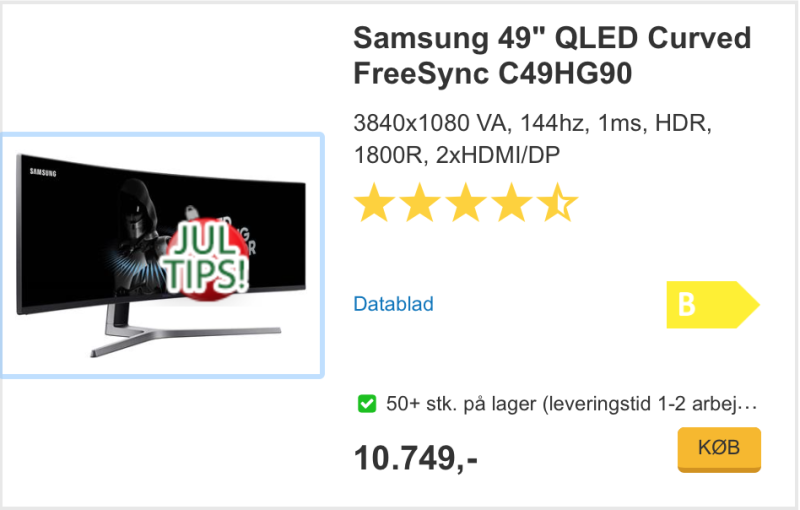 Samsung 49" QLED Curved
FreeSync C49HG90
3840x1080 VA, 144hz, 1ms, HDR,
1800R, 2xHDMI/DP
SAMSUNG
JUL
TIPS!
Datablad
B
50+ stk. på lager (leveringstid 1-2 arbej…
10.749,-
KØB